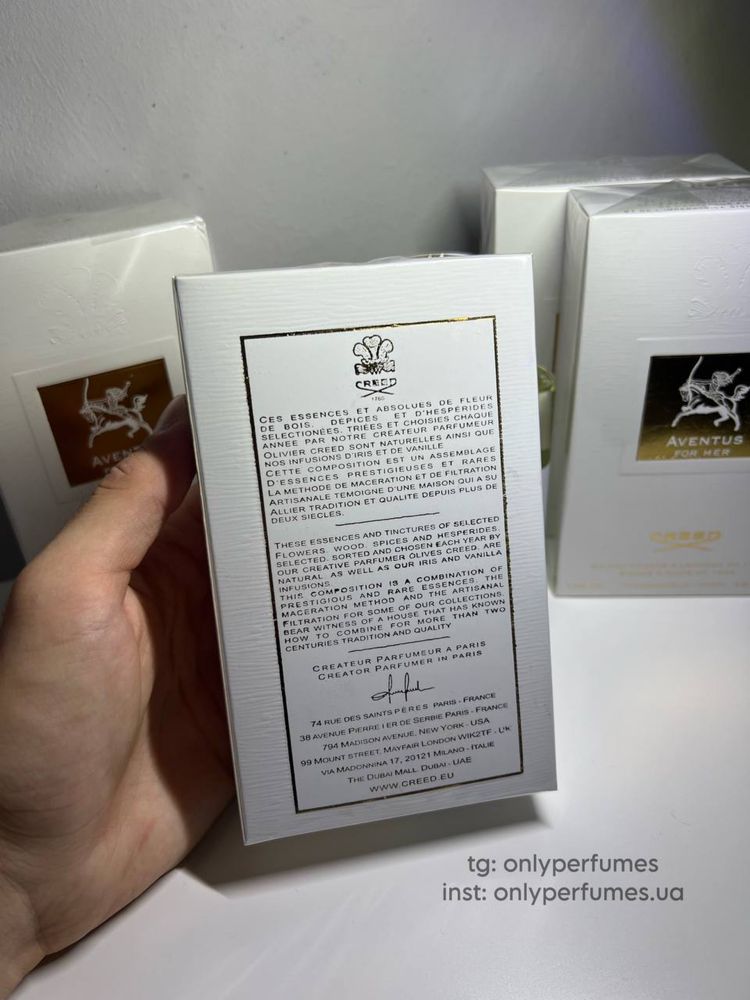 CREED
1760
CES ESSENCES ET ABSOLUES DE FLEUR
DE BOIS, DEPICES ET D'HESPÉRIDES
SELECTIONÉES, TRIÉES ET CHOISIES CHAQUE
ANNEE PAR NOTRE CREATEUR PARFUMEUR
OLIVIER CREED SONT NATURELLES AINSI QUE
NOS INFUSIONS D'IRIS ET DE VANILLE
CETTE COMPOSITION EST UN ASSEMBLAGE
D'ESSENCES PRESTIGIEUSES ET RARES
LA METHODE DE MACERATION ET DE FILTRATION
ARTISANALE TEMOIGNE D'UNE MAISON QUI A SU
ALLIER TRADITION ET QUALITE DEPUIS PLUS DE
DEUX SIECLES.
THESE ESSENCES AND TINCTURES OF SELECTED
FLOWERS, WOOD, SPICES AND HESPERIDES,
SELECTED, SORTED AND CHOSEN EACH YEAR BY
OUR CREATIVE PARFUMER ÓLIVES CREED, ARE
NATURAL, AS WELL AS OUR IRIS AND VANILLA
INFUSIONS.
THIS COMPOSITION IS A COMBINATION OF
PRESTIGIOUS AND RARE ESSENCES, THE
MACERATION METHOD AND THE ARTISANAL
FILTRATION FOR SOME OF OUR COLLECTIONS,
BEAR WITNESS OF A HOUSE THAT HAS KNOWN
HOW TO COMBINE FOR MORE THAN TWO
CENTURIES TRADITION AND QUALITY
CREATEUR PARFUMEUR A PARIS
CREATOR PARFUMER IN PARIS
74 RUE DES SAINTS PÈRES PARIS - FRANCE
38 AVENUE PIERRE I ER DE SERBIE PARIS - FRANCE
794 MADISON AVENUE, NEW YORK - USA
99 MOUNT STREET, MAYFAIR LONDON WIK2TF - UK
VIA MADONNINA 17, 20121 MILANO - ITALIE
THE DUBAI MALL DUBAI - UAE
WWW.CREED.EU
AVENTUS
FOR HER
CREED
tg: onlyperfumes
inst: onlyperfumes.ua